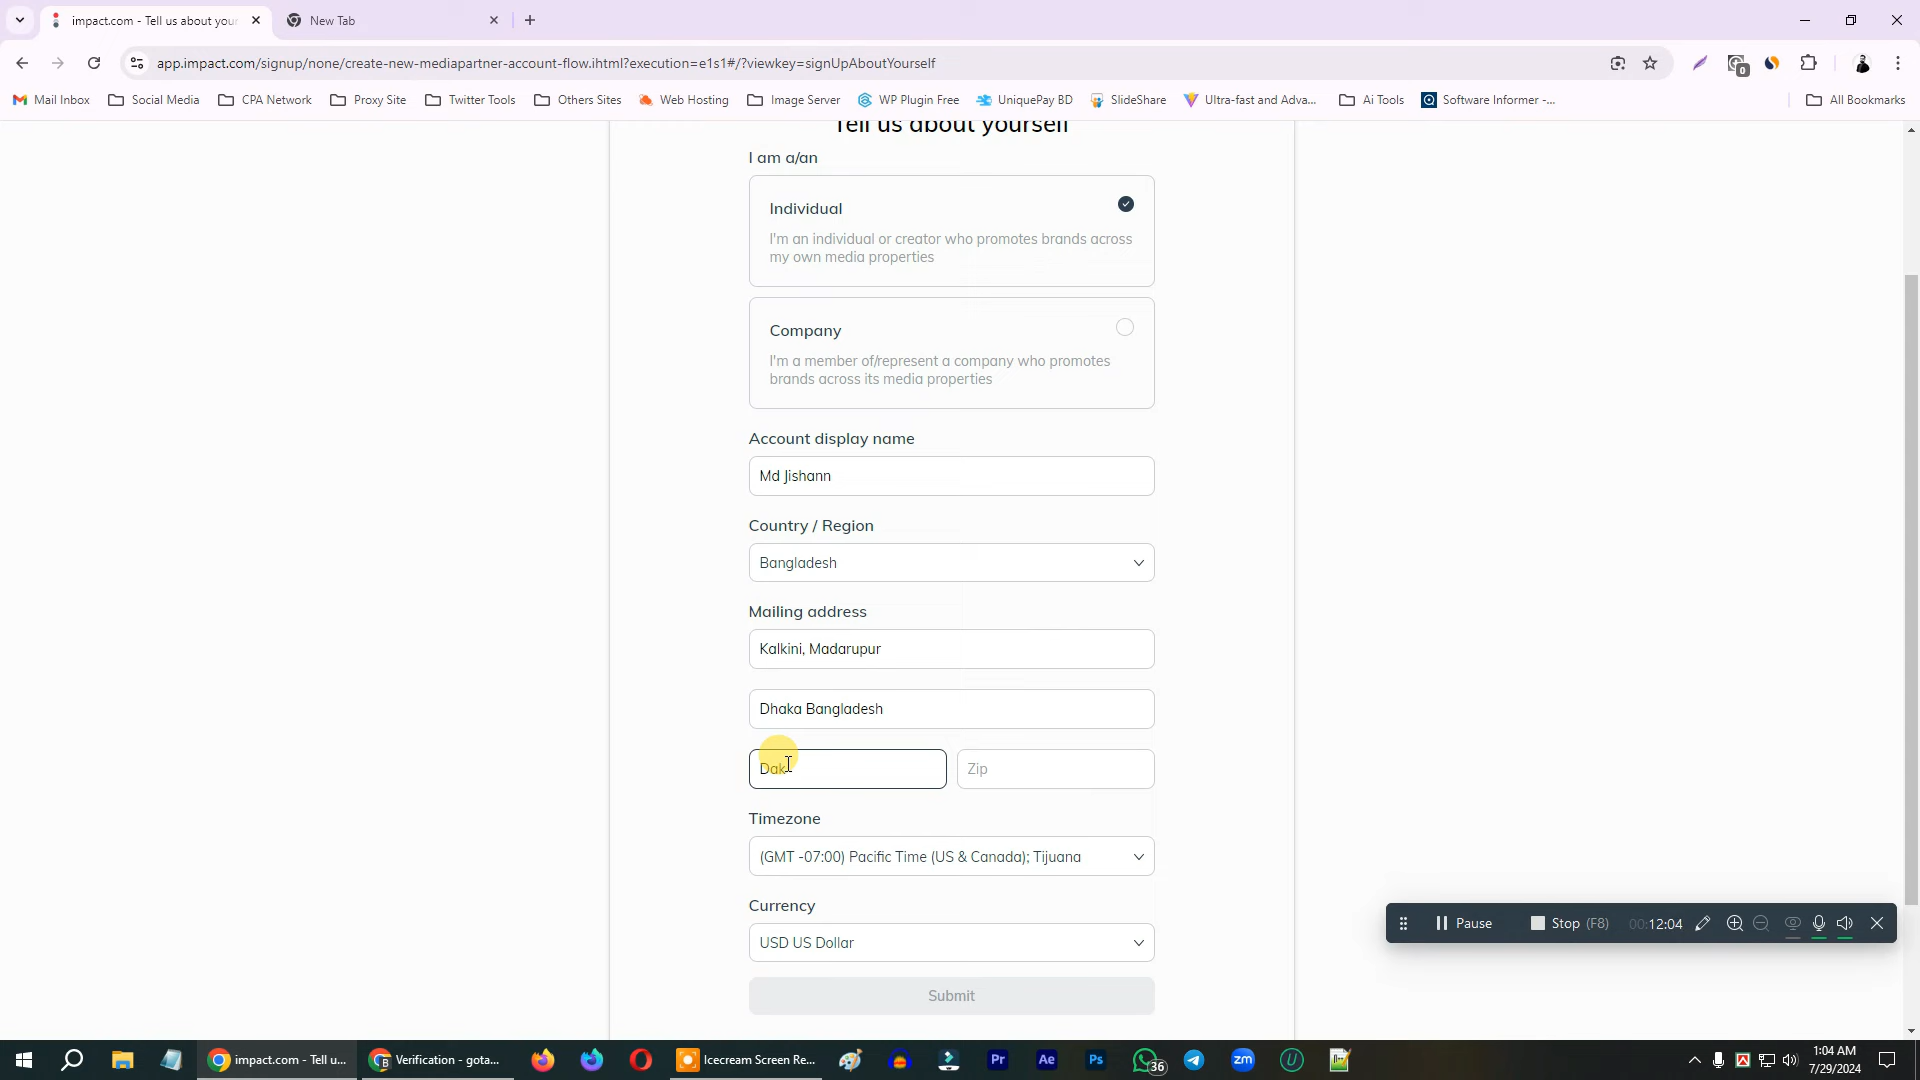 impact.com - Tell us about you
New Tab
app.impact.com/signup/none/create-new-mediapartner-account-flow.ihtml?execution=e1s1#/?viewkey=signUpAboutYourself
0
Mail Inbox
Social Media
CPA Network
Proxy Site
Twitter Tools
Others Sites
Web Hosting
Image Server
WP Plugin Free
UniquePay BD
SlideShare
Ultra-fast and Adva...
Ai Tools
Software Informer -...
All Bookmarks
Tell us about yourself
I am a/an
Individual
I'm an individual or creator who promotes brands across
my own media properties
Company
I'm a member of/represent a company who promotes
brands across its media properties
Account display name
Md Jishann
Country / Region
Bangladesh
Mailing address
Kalkini, Madarupur
Dhaka Bangladesh
Dak
Zip
Timezone
(GMT -07:00) Pacific Time (US & Canada); Tijuana
Currency
USD US Dollar
Submit
Pause
Stop (F8)
00:12:04
impact.com - Tell u...
Verification - gota...
Icecream Screen Re...
Pr
Ae
Ps
36
zm
U
1:04 AM
7/29/2024